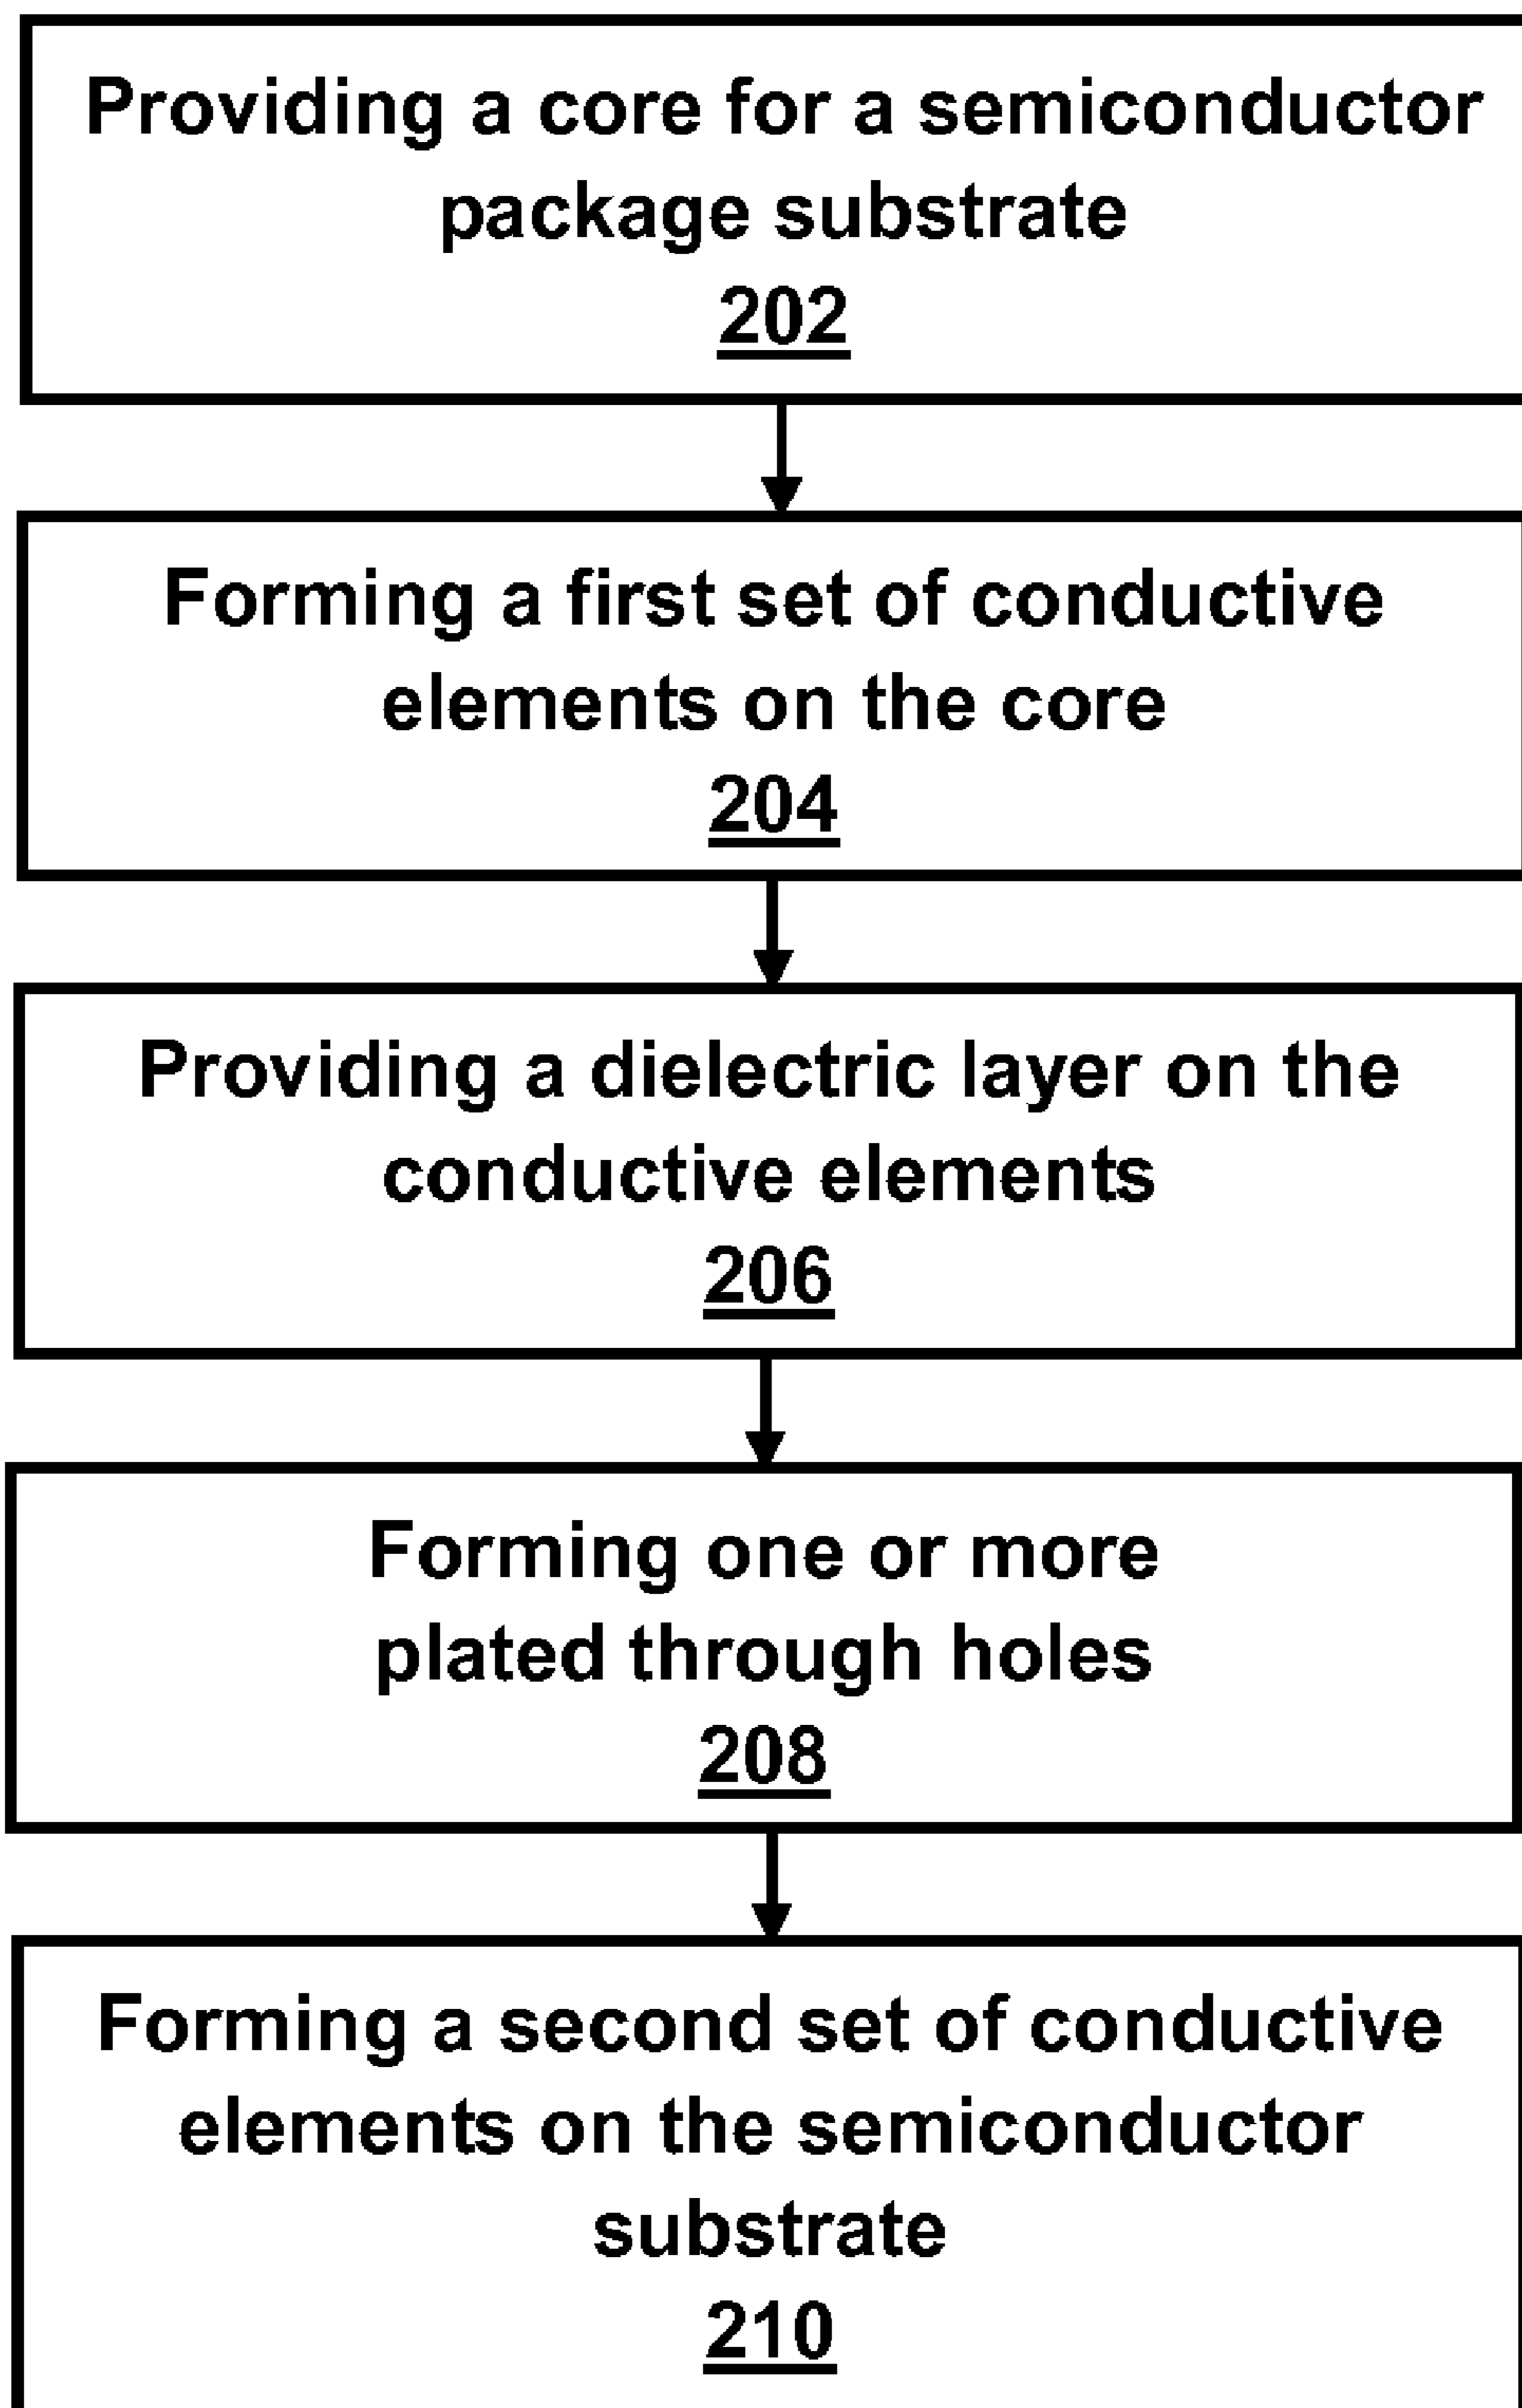 Providing a core for a semiconductor
package substrate
202
Forming a first set of conductive
elements on the core
204
Providing a dielectric layer on the
conductive elements
206
Forming one or more
plated through holes
208
Forming a second set of conductive
elements on the semiconductor
substrate
210